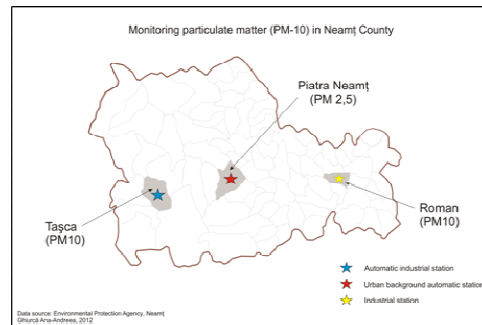 Monitoring particulate matter (PM-10) in Neamț County
Piatra Neamț
(PM 2,5)
Tașca
(PM10)
Roman
(PM10)
Automatic industrial station
Urban background automatic station
Industrial station
Data source: Environmentail Protection Agency, Neamț
Ghiurcă Ana-Andreea, 2012